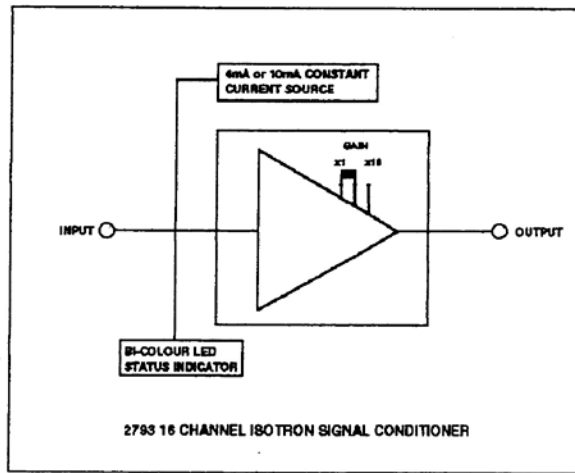 4mA or 10mA CONSTANT
CURRENT SOURCE
GAIN
x1 x10
INPUT
OUTPUT
BI-COLOUR LED
STATUS INDICATOR
2793 16 CHANNEL ISOTRON SIGNAL CONDITIONER